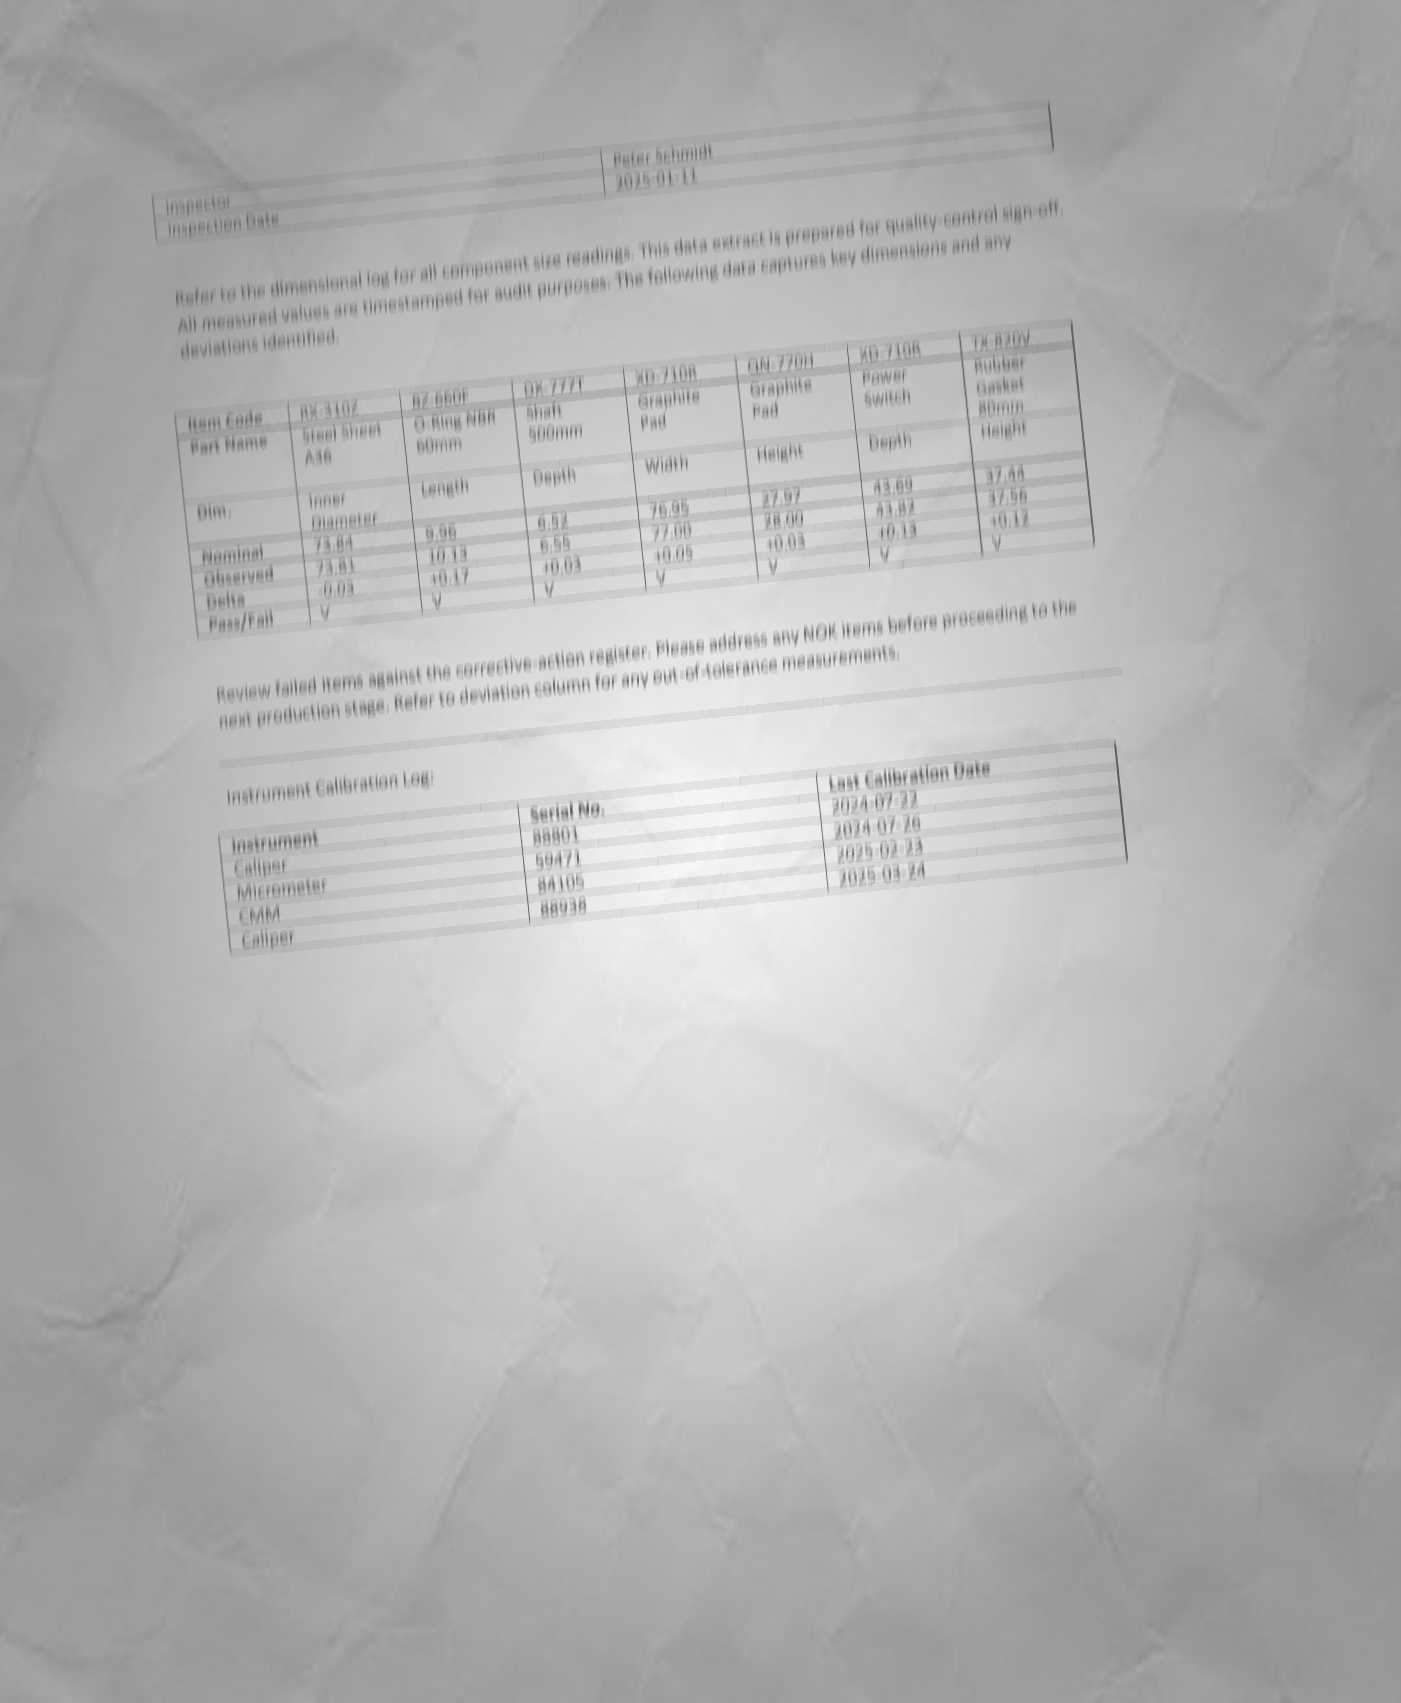 Inspector Peter Schmidt
Inspection Date 2025-01-11
Refer to the dimensional log for all component size readings. This data extract is prepared for quality-control sign-off.
All measured values are timestamped for audit purposes. The following data captures key dimensions and any
deviations identified.
Item Code RX-310Z BZ-660F QX-777T XD-710R QN-770H XD-710R TX-820V
Part Name Steel Sheet O-Ring NBR Shaft Graphite Graphite Power Rubber
A36 60mm 500mm Pad Pad Switch Gasket
80mm
Dim. Inner Length Depth Width Height Depth Height
Diameter
Nominal 73.84 9.96 6.52 76.95 27.97 43.69 37.44
Observed 73.81 10.13 6.55 77.00 28.00 43.82 37.56
Delta -0.03 +0.17 +0.03 +0.05 +0.03 +0.13 +0.12
Pass/Fail V V V V V V V
Review failed items against the corrective-action register. Please address any NOK items before proceeding to the
next production stage. Refer to deviation column for any out-of-tolerance measurements.
Instrument Calibration Log:
Instrument Serial No. Last Calibration Date
Caliper 88801 2024-07-22
Micrometer 59471 2024-07-26
CMM 84105 2025-02-23
Caliper 88938 2025-03-24